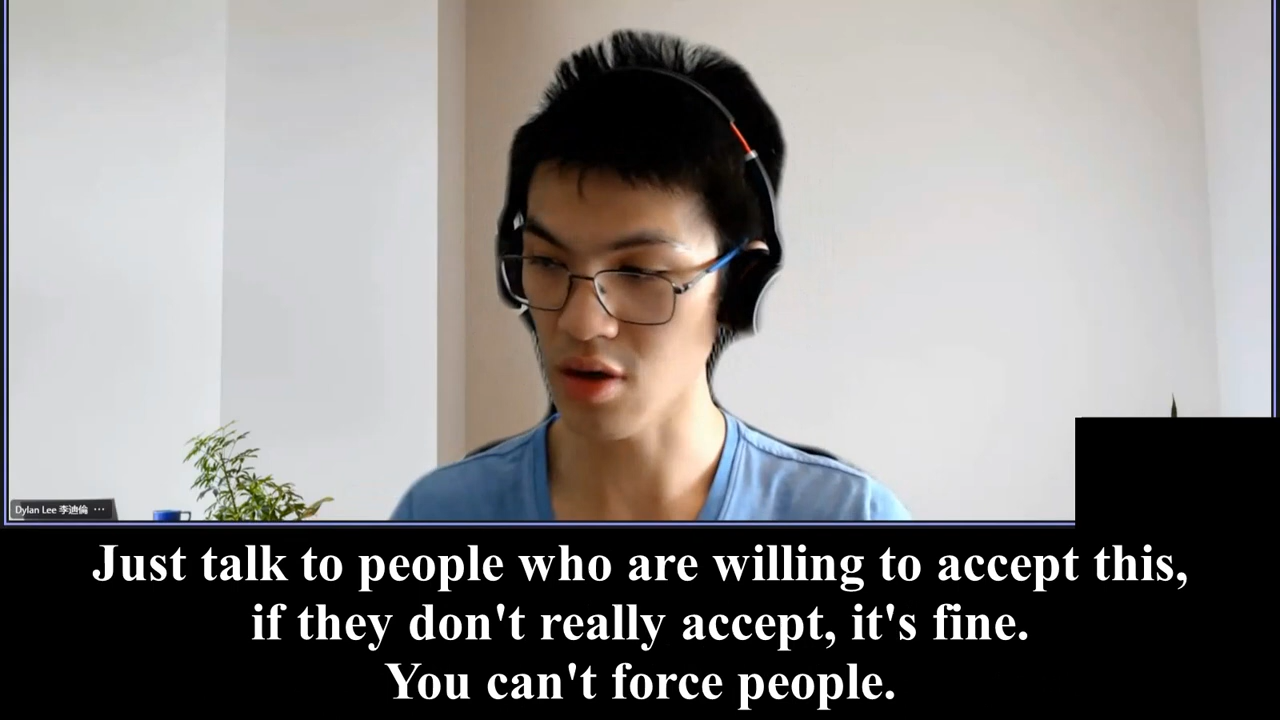 Dylan Lee 李迪倫 ···
Just talk to people who are willing to accept this,
if they don't really accept, it's fine.
You can't force people.